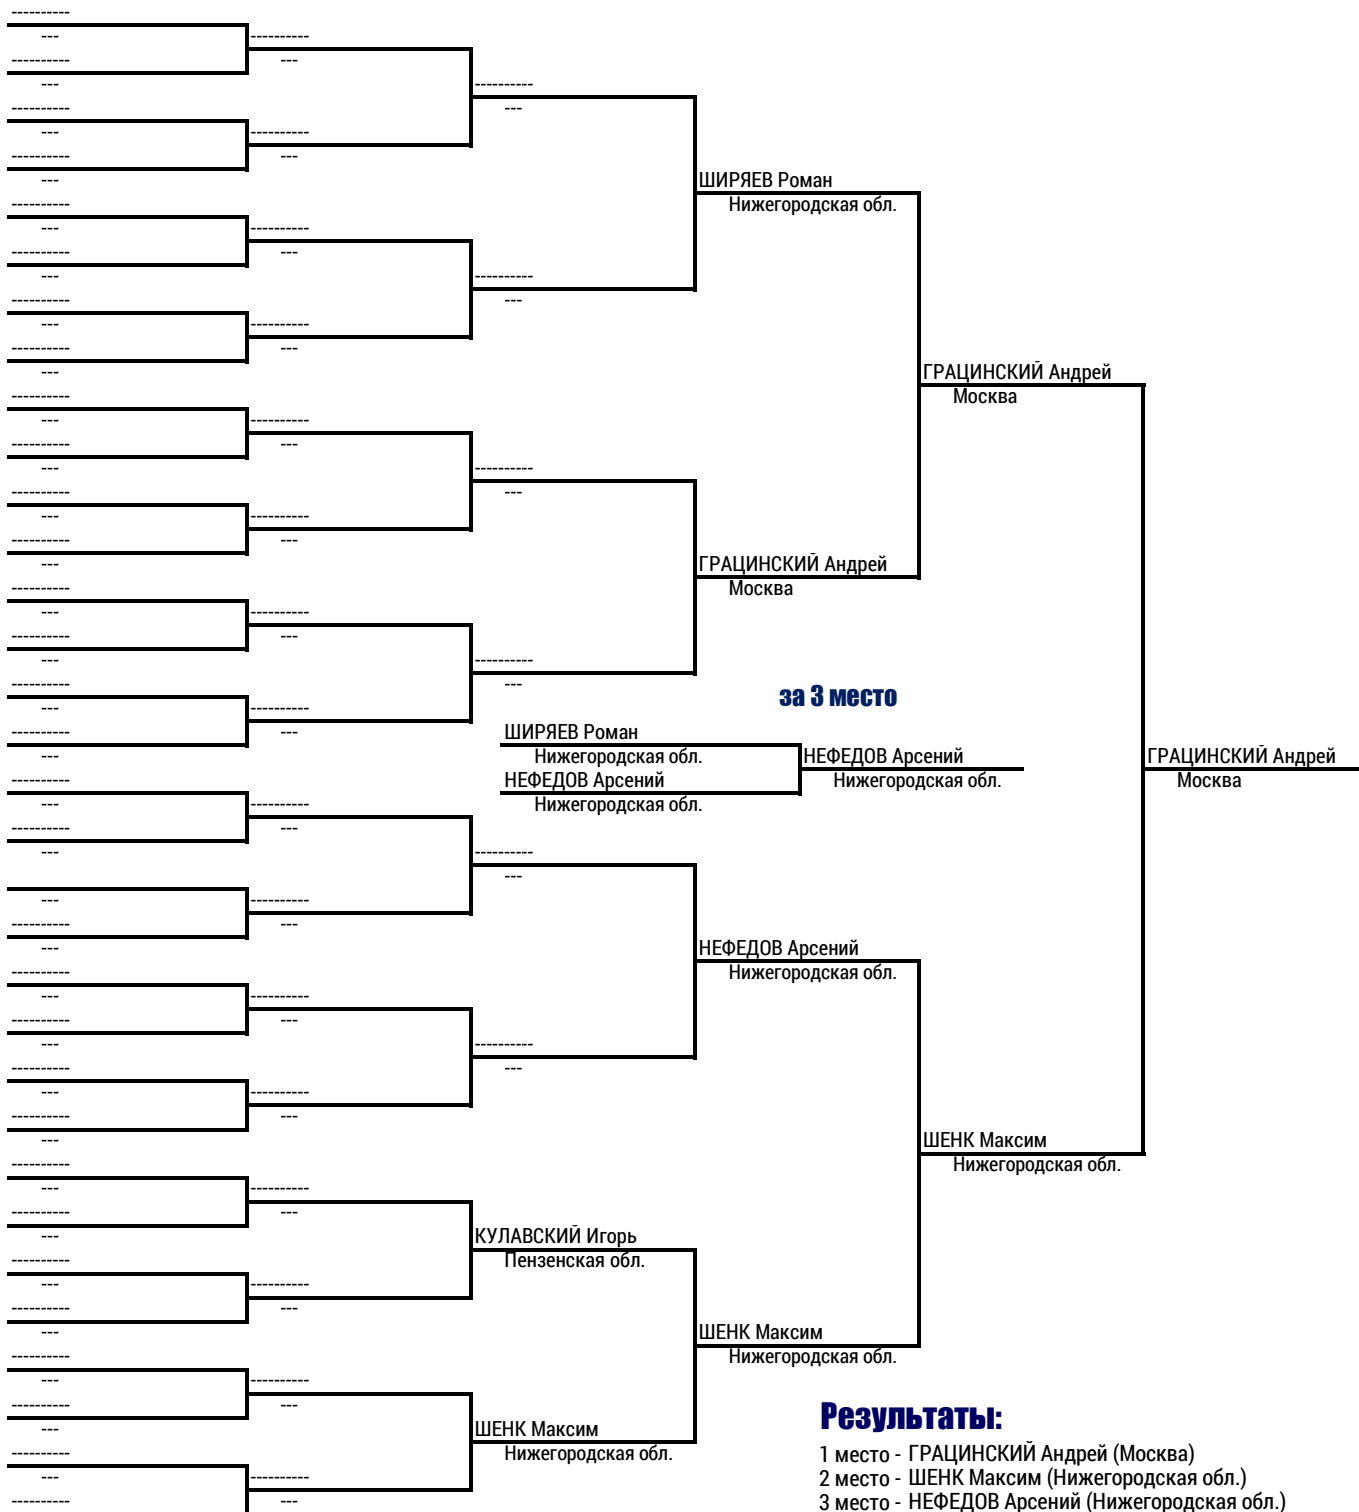 ШИРЯЕВ Роман
Нижегородская обл.
ГРАЦИНСКИЙ Андрей
Москва
ГРАЦИНСКИЙ Андрей
Москва
за 3 место
ШИРЯЕВ Роман
Нижегородская обл.
НЕФЕДОВ Арсений
Нижегородская обл.
НЕФЕДОВ Арсений
Нижегородская обл.
ГРАЦИНСКИЙ Андрей
Москва
НЕФЕДОВ Арсений
Нижегородская обл.
ШЕНК Максим
Нижегородская обл.
КУЛАВСКИЙ Игорь
Пензенская обл.
ШЕНК Максим
Нижегородская обл.
ШЕНК Максим
Нижегородская обл.
Результаты:
1 место - ГРАЦИНСКИЙ Андрей (Москва)
2 место - ШЕНК Максим (Нижегородская обл.)
3 место - НЕФЕДОВ Арсений (Нижегородская обл.)